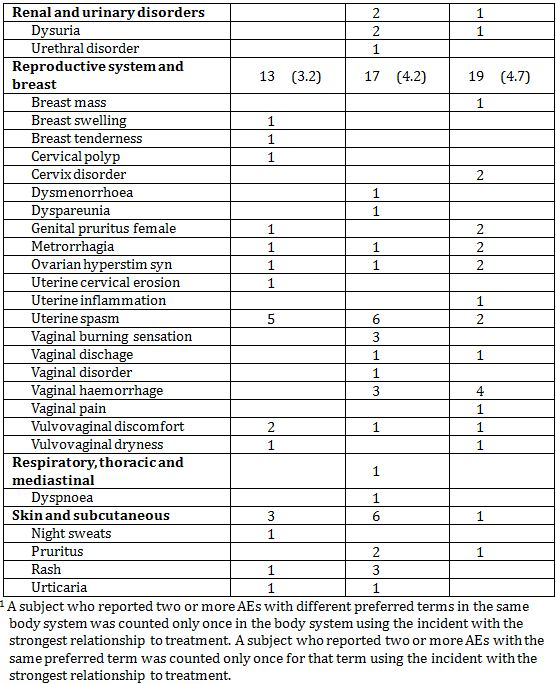 Renal and urinary disorders 2 1
Dysuria 2 1
Urethral disorder 1
Reproductive system and
breast 13 (3.2) 17 (4.2) 19 (4.7)
Breast mass 1
Breast swelling 1
Breast tenderness 1
Cervical polyp 1
Cervix disorder 2
Dysmenorrhoea 1
Dyspareunia 1
Genital pruritus female 1 2
Metrorrhagia 1 1 2
Ovarian hyperstim syn 1 1 2
Uterine cervical erosion 1
Uterine inflammation 1
Uterine spasm 5 6 2
Vaginal burning sensation 3
Vaginal dischage 1 1
Vaginal disorder 1
Vaginal haemorrhage 3 4
Vaginal pain 1
Vulvovaginal discomfort 2 1 1
Vulvovaginal dryness 1 1
Respiratory, thoracic and
mediastinal 1
Dyspnoea 1
Skin and subcutaneous 3 6 1
Night sweats 1
Pruritus 2 1
Rash 1 3
Urticaria 1 1
1 A subject who reported two or more AEs with different preferred terms in the same
body system was counted only once in the body system using the incident with the
strongest relationship to treatment. A subject who reported two or more AEs with the
same preferred term was counted only once for that term using the incident with the
strongest relationship to treatment.